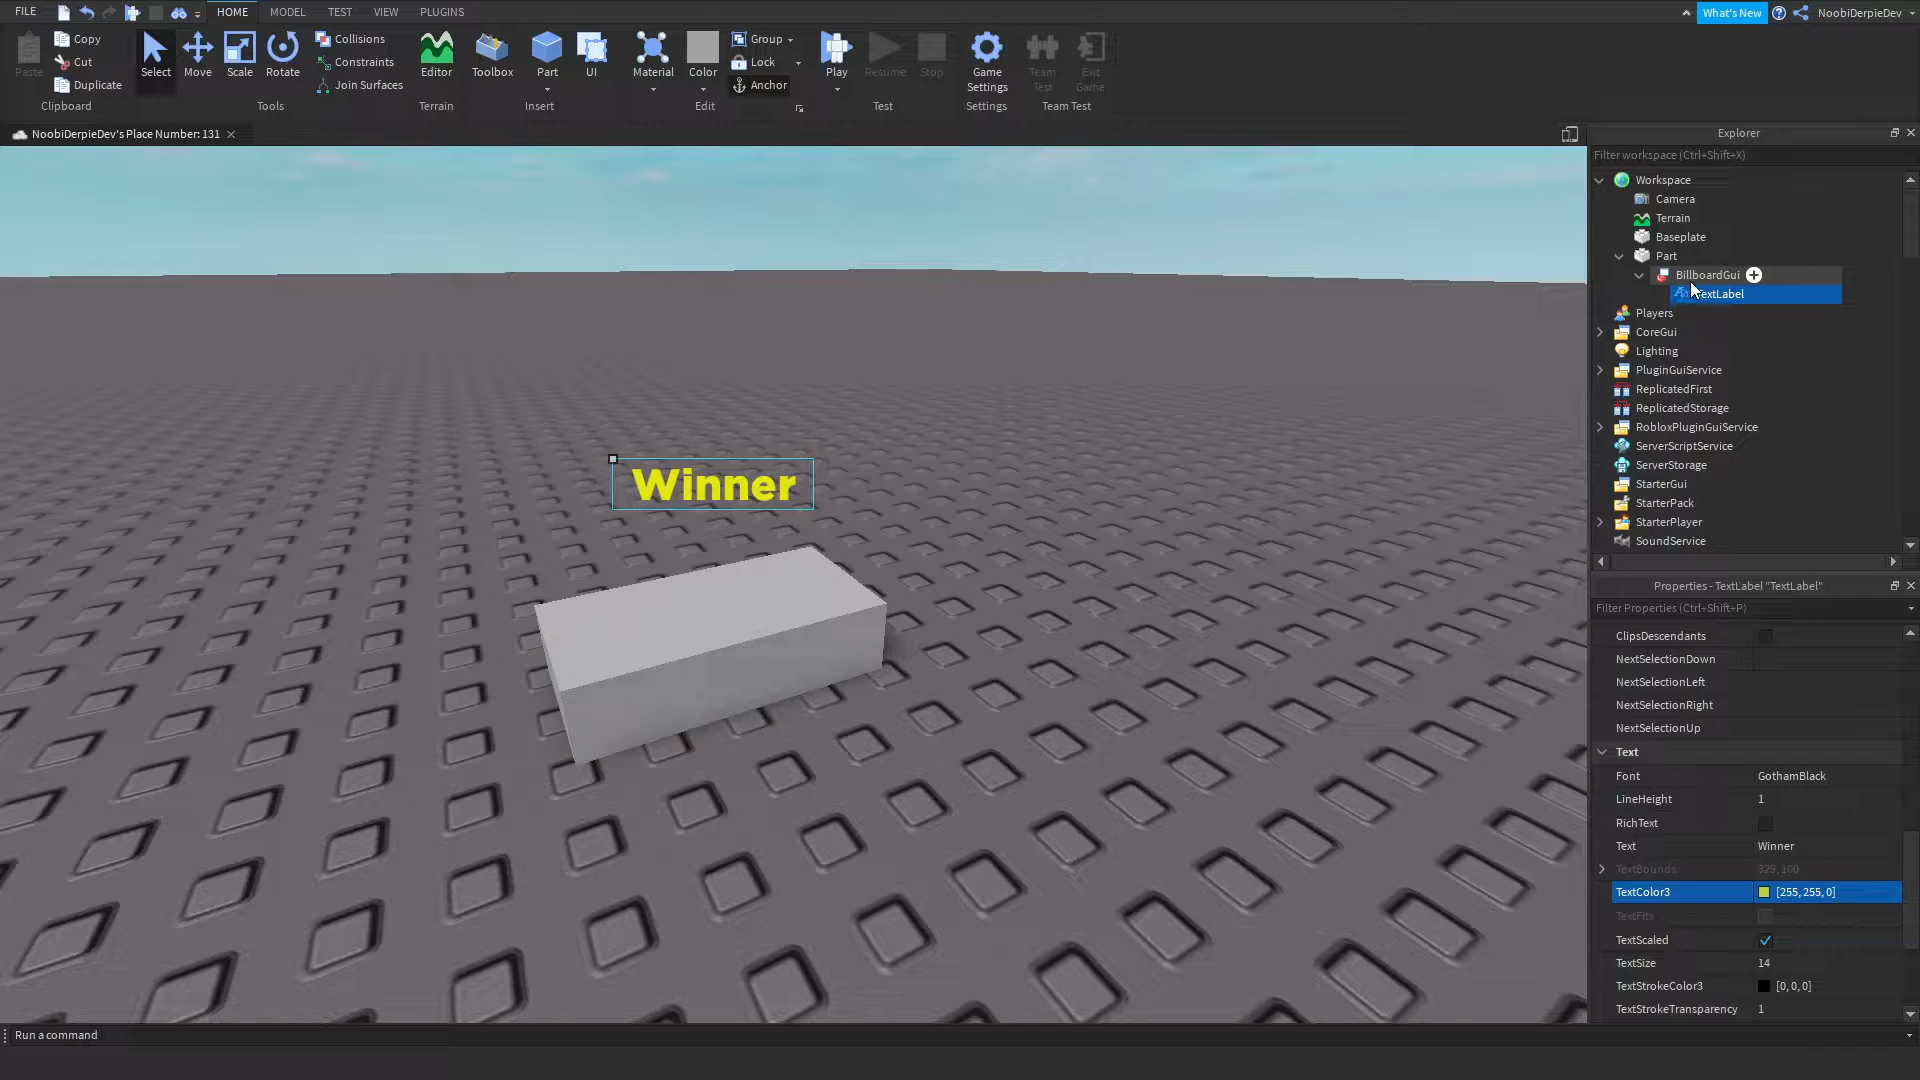 FILE
HOME
MODEL
TEST
VIEW
PLUGINS
What's New
NoobiDerpieDev
Paste
Copy
Cut
Duplicate
Clipboard
Select
Move
Scale
Rotate
Collisions
Constraints
Join Surfaces
Tools
Editor
Terrain
Toolbox
Part
UI
Insert
Material
Color
Group
Lock
Anchor
Edit
Play
Resume
Stop
Test
Game
Settings
Settings
Team
Test
Exit
Game
Team Test
NoobiDerpieDev's Place Number: 131
Winner
Explorer
Filter workspace (Ctrl+Shift+X)
Workspace
Camera
Terrain
Baseplate
Part
BillboardGui
TextLabel
Players
CoreGui
Lighting
PluginGuiService
ReplicatedFirst
ReplicatedStorage
RobloxPluginGuiService
ServerScriptService
ServerStorage
StarterGui
StarterPack
StarterPlayer
SoundService
Properties - TextLabel "TextLabel"
Filter Properties (Ctrl+Shift+P)
ClipsDescendants
NextSelectionDown
NextSelectionLeft
NextSelectionRight
NextSelectionUp
Text
Font GothamBlack
LineHeight 1
RichText
Text Winner
TextBounds 329, 100
TextColor3 [255, 255, 0]
TextFits
TextScaled
TextSize 14
TextStrokeColor3 [0, 0, 0]
TextStrokeTransparency 1
Run a command